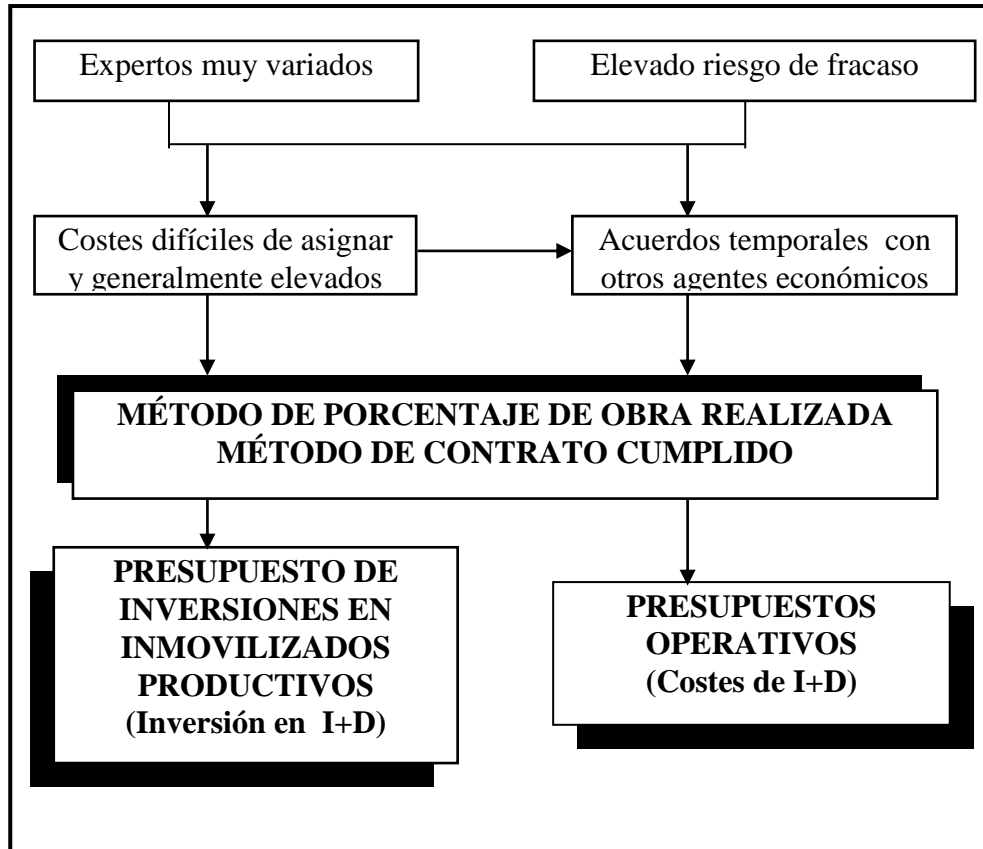 Expertos muy variados
Elevado riesgo de fracaso
Costes difíciles de asignar
y generalmente elevados
Acuerdos temporales con
otros agentes económicos
MÉTODO DE PORCENTAJE DE OBRA REALIZADA
MÉTODO DE CONTRATO CUMPLIDO
PRESUPUESTO DE
INVERSIONES EN
INMOVILIZADOS
PRODUCTIVOS
(Inversión en I+D)
PRESUPUESTOS
OPERATIVOS
(Costes de I+D)